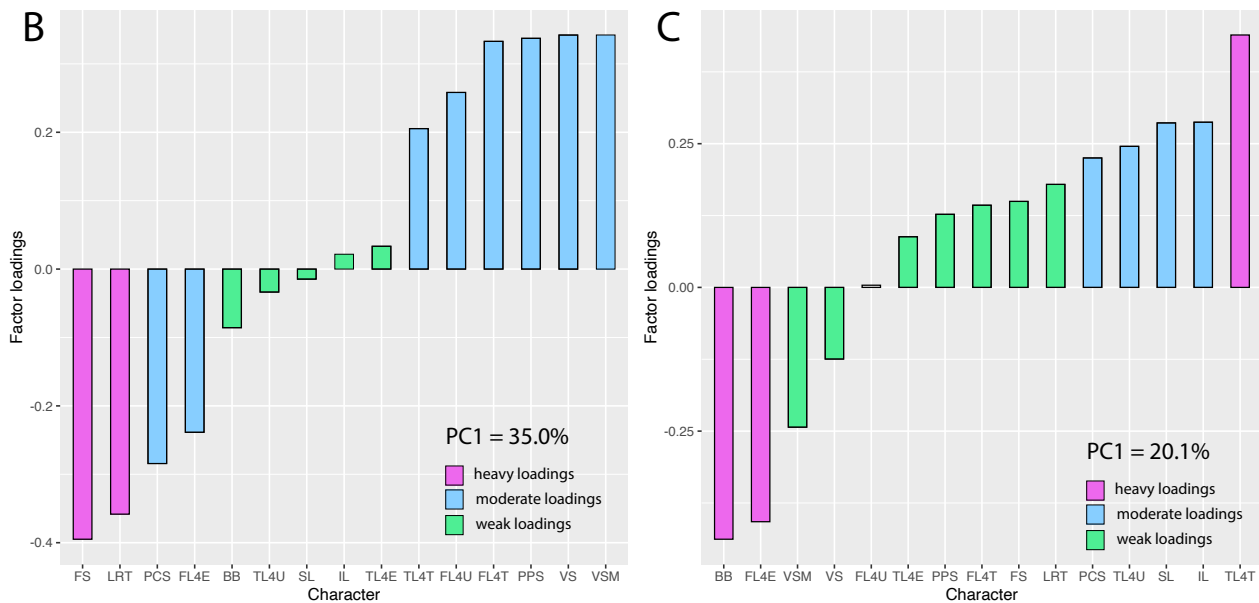 B
Factor loadings
0.2
0.0
-0.2
-0.4
PC1 = 35.0%
heavy loadings
moderate loadings
weak loadings
FS LRT PCS FL4E BB TL4U SL IL TL4E TL4T FL4U FL4T PPS VS VSM
Character
C
Factor loadings
0.25
0.00
-0.25
PC1 = 20.1%
heavy loadings
moderate loadings
weak loadings
BB FL4E VSM VS FL4U TL4E PPS FL4T FS LRT PCS TL4U SL IL TL4T
Character